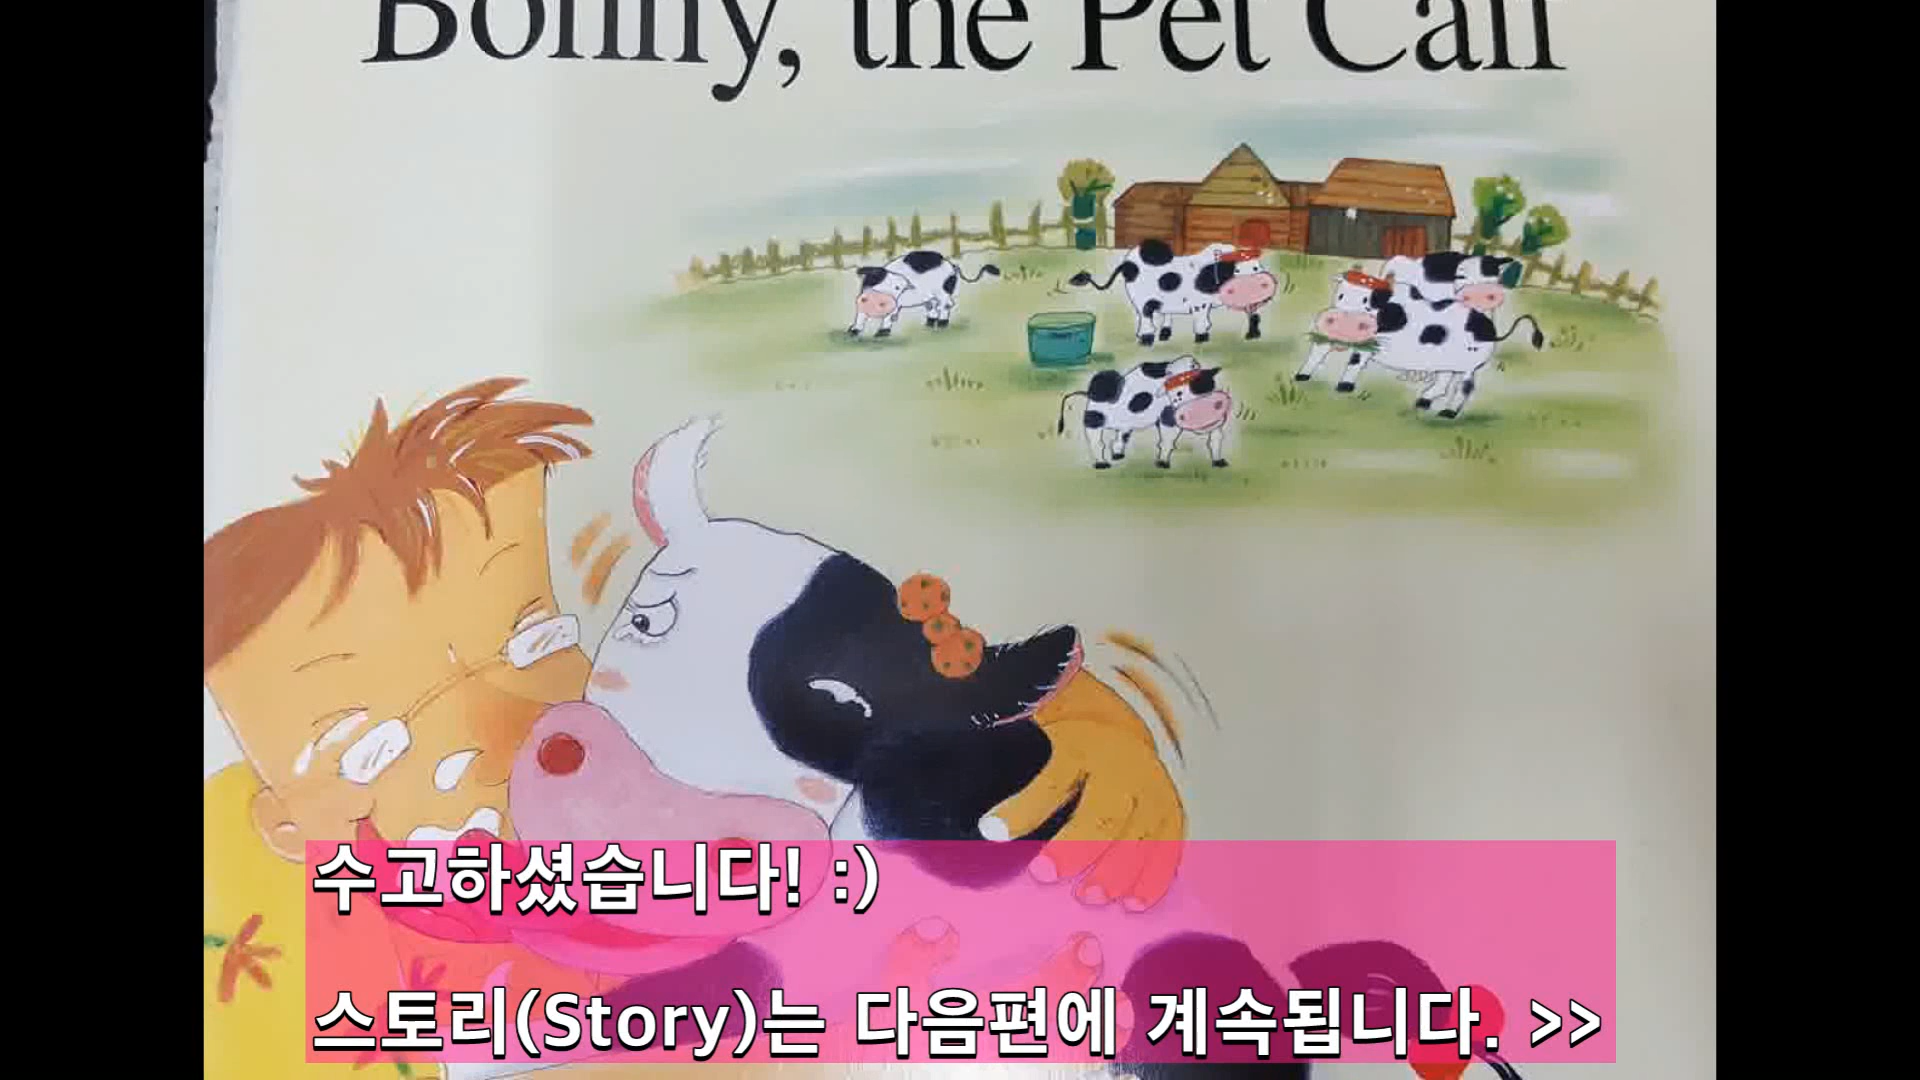 Bonny, the Pet Calf
수고하셨습니다! :)
스토리(Story)는 다음편에 계속됩니다. >>